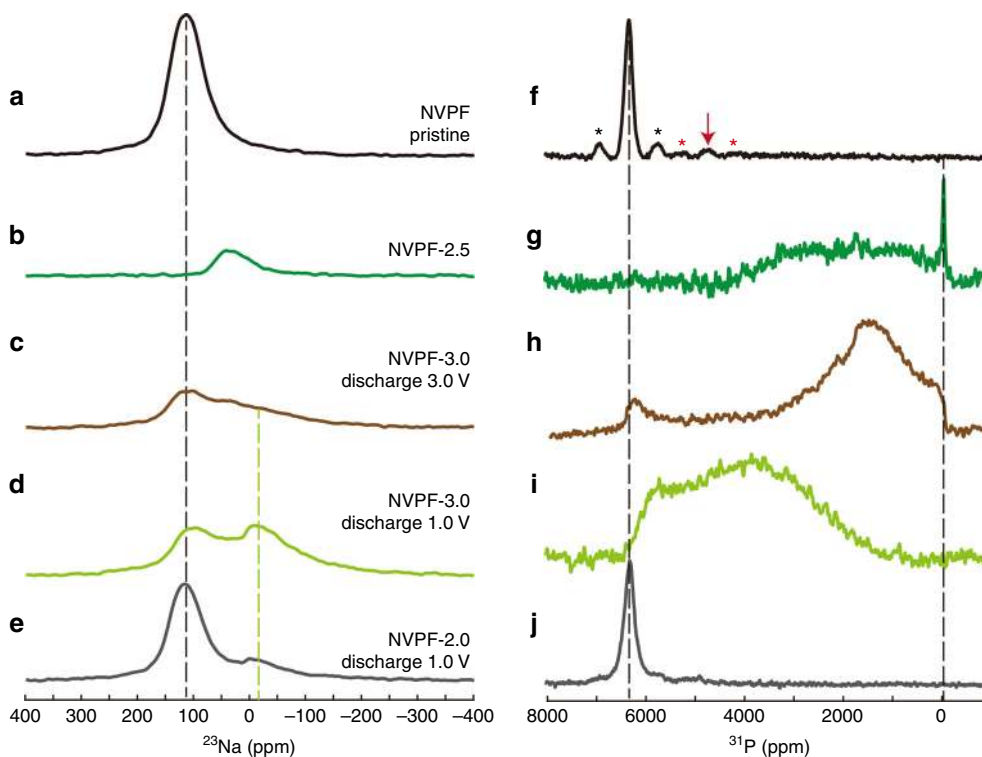 a
NVPF
pristine
b
NVPF-2.5
c
NVPF-3.0
discharge 3.0 V
d
NVPF-3.0
discharge 1.0 V
e
NVPF-2.0
discharge 1.0 V
400 300 200 100 0 –100 –200 –300 –400
²³Na (ppm)
f
* * * *
g
h
i
j
8000 6000 4000 2000 0
³¹P (ppm)